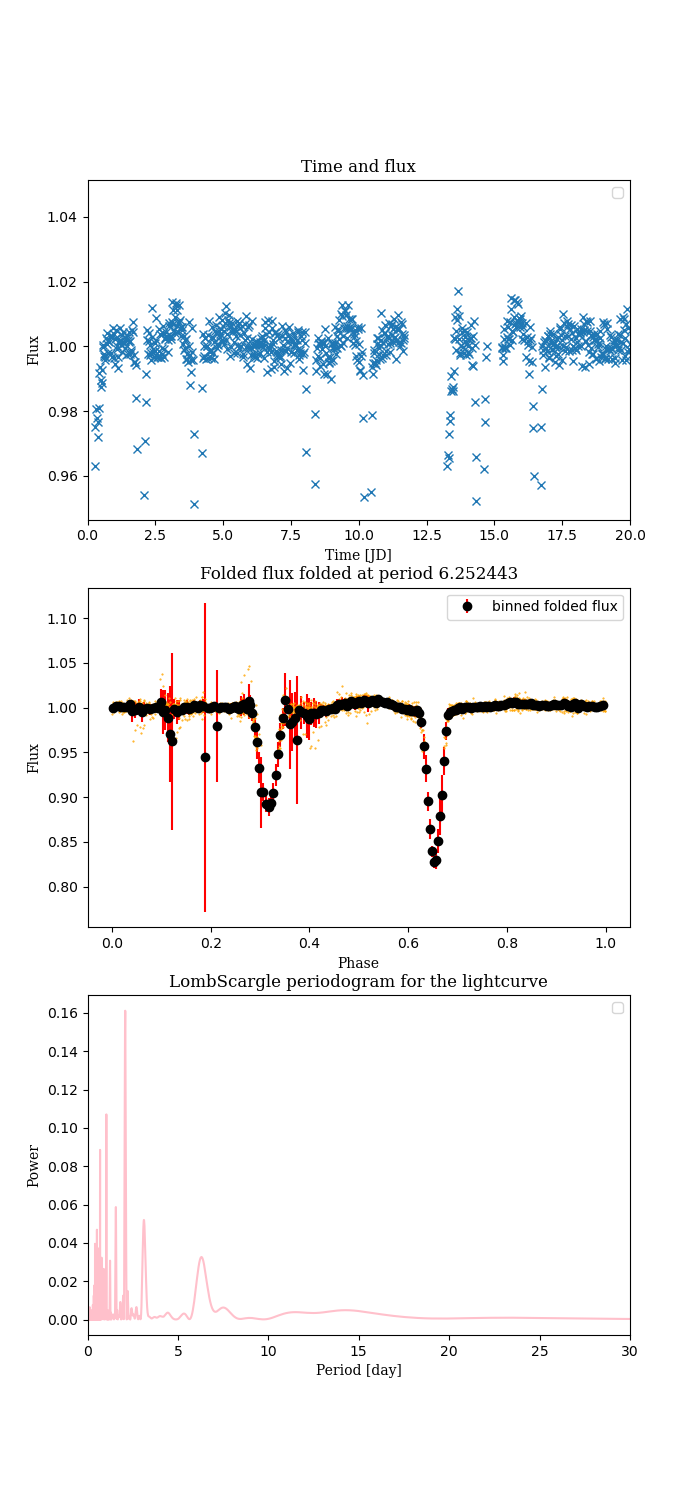 Time and flux
1.04
1.02
1.00
0.98
0.96
Flux
0.0 2.5 5.0 7.5 10.0 12.5 15.0 17.5 20.0
Time [JD]
Folded flux folded at period 6.252443
binned folded flux
1.10
1.05
1.00
0.95
0.90
0.85
0.80
Flux
0.0 0.2 0.4 0.6 0.8 1.0
Phase
LombScargle periodogram for the lightcurve
0.16
0.14
0.12
0.10
0.08
0.06
0.04
0.02
0.00
Power
0 5 10 15 20 25 30
Period [day]